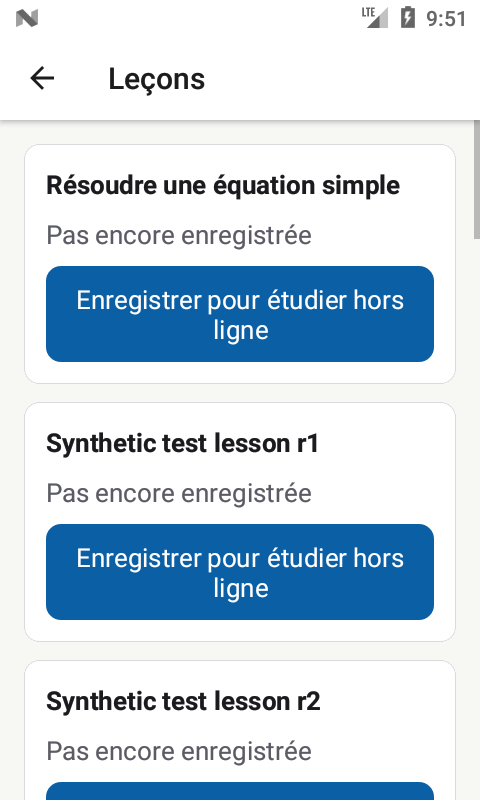 LTE 9:51
Leçons
Résoudre une équation simple
Pas encore enregistrée
Enregistrer pour étudier hors
ligne
Synthetic test lesson r1
Pas encore enregistrée
Enregistrer pour étudier hors
ligne
Synthetic test lesson r2
Pas encore enregistrée